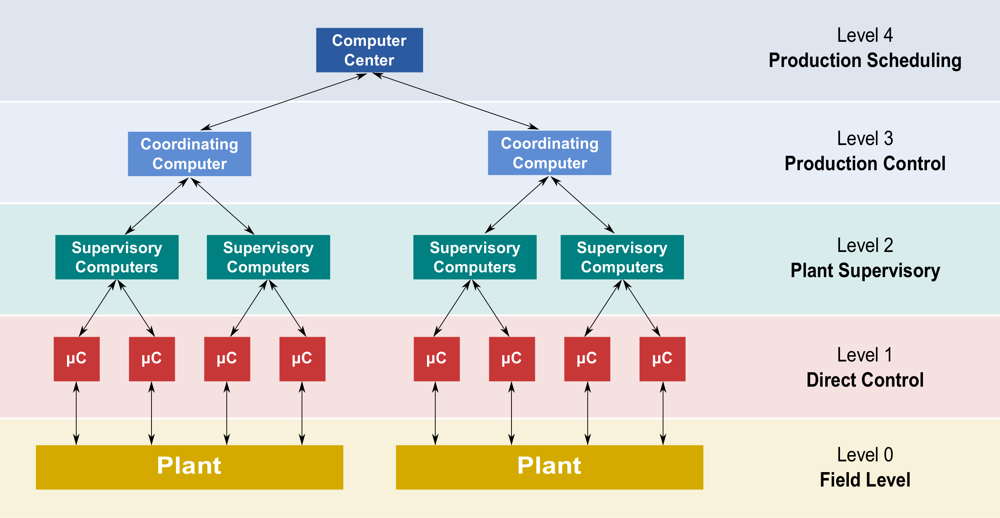 Computer
Center
Level 4
Production Scheduling
Coordinating
Computer
Coordinating
Computer
Level 3
Production Control
Supervisory
Computers
Supervisory
Computers
Supervisory
Computers
Supervisory
Computers
Level 2
Plant Supervisory
µC
µC
µC
µC
µC
µC
µC
µC
Level 1
Direct Control
Plant
Plant
Level 0
Field Level